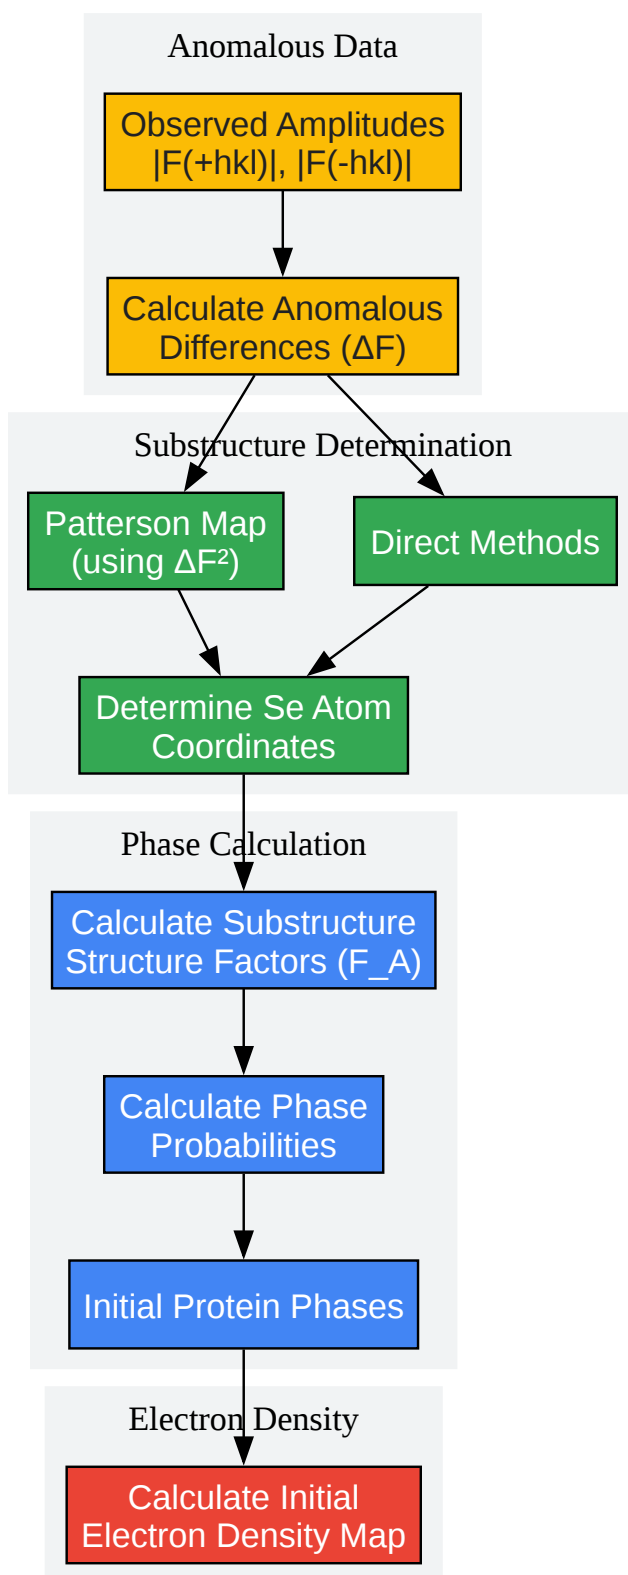 Anomalous Data
Observed Amplitudes
|F(+hkl)|, |F(-hkl)|
Calculate Anomalous
Differences (ΔF)
Substructure Determination
Patterson Map
(using ΔF²)
Direct Methods
Determine Se Atom
Coordinates
Phase Calculation
Calculate Substructure
Structure Factors (F_A)
Calculate Phase
Probabilities
Initial Protein Phases
Electron Density
Calculate Initial
Electron Density Map